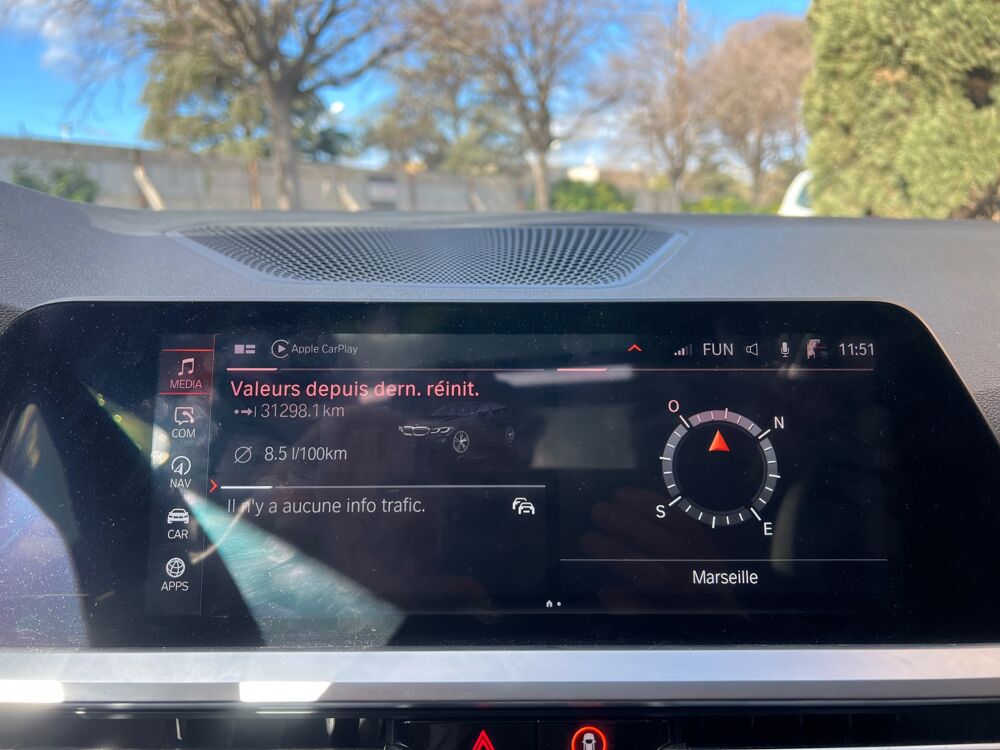 Apple CarPlay
FUN
11:51
MEDIA
COM
NAV
CAR
APPS
Valeurs depuis dern. réinit.
31298.1 km
8.5 l/100km
Il n'y a aucune info trafic.
O
N
S
E
Marseille